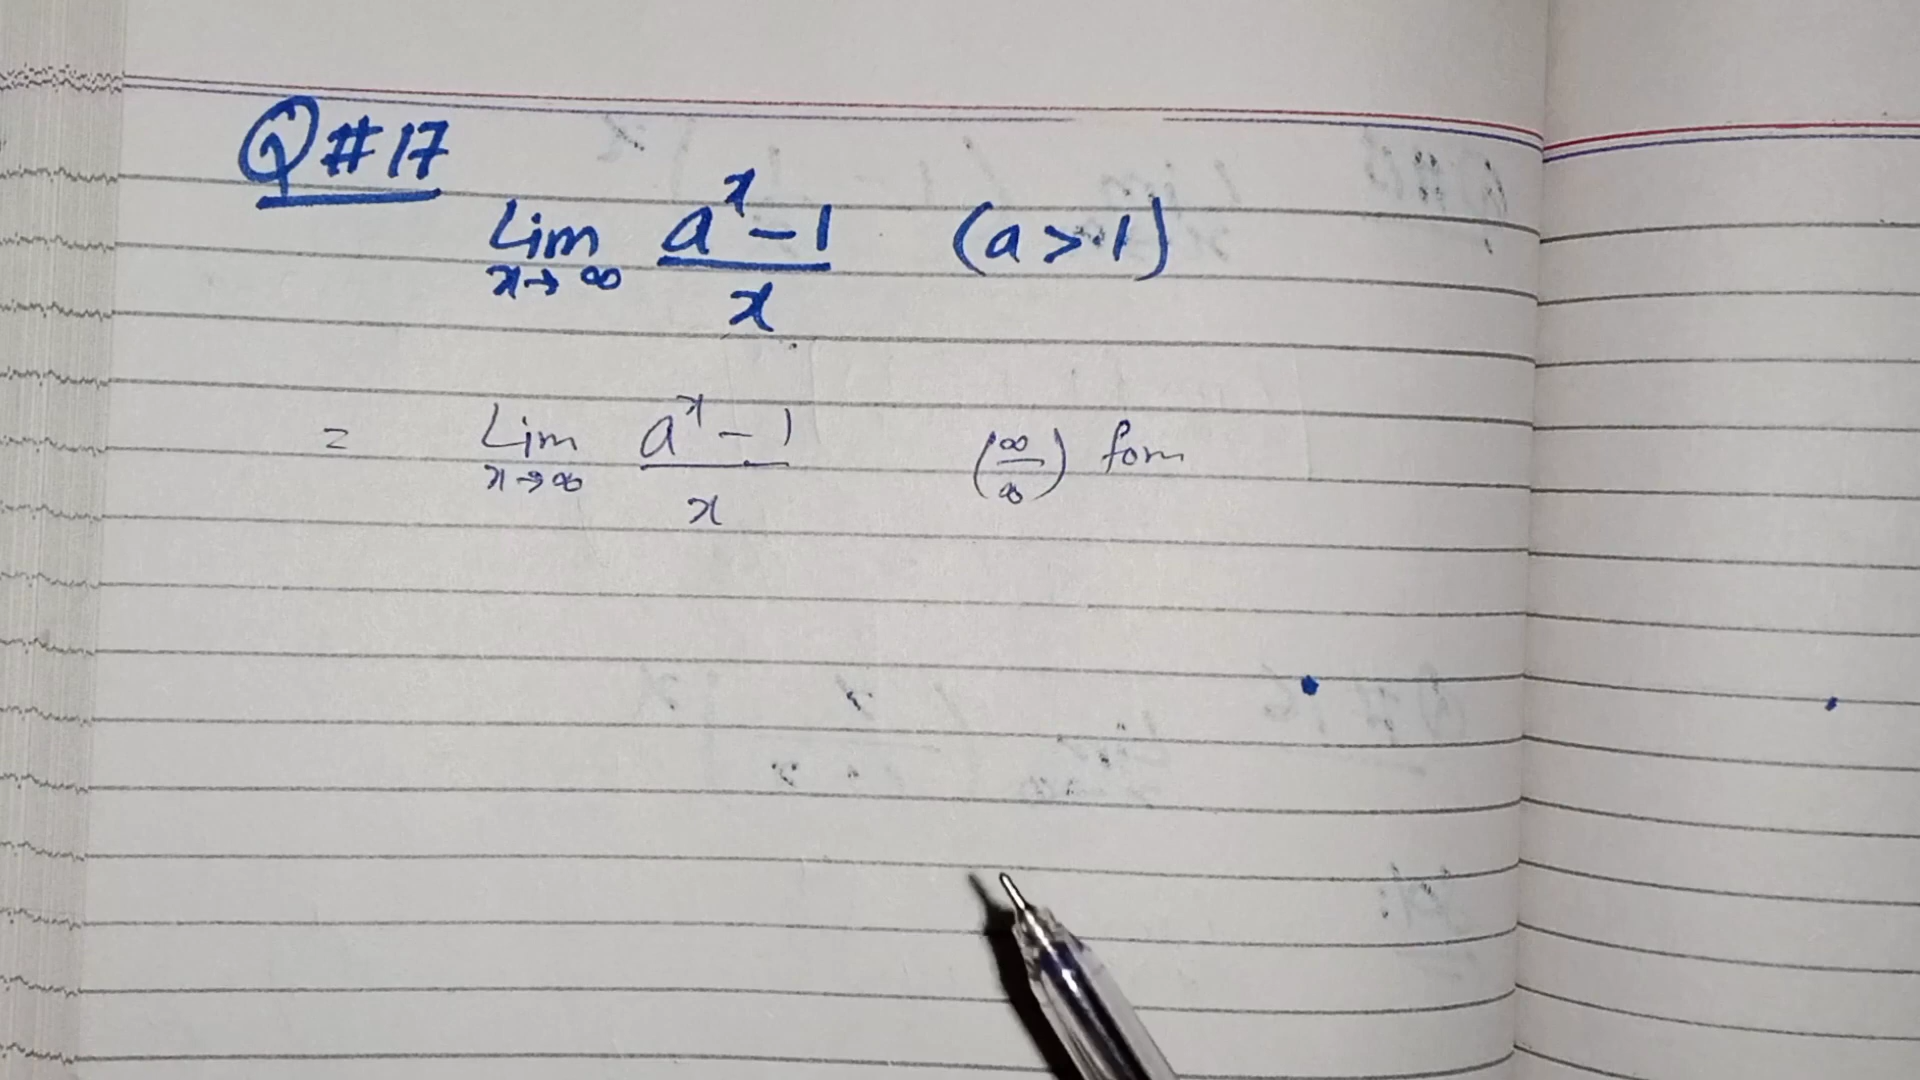 Q#17
Lim x→∞ (a^x - 1)/x (a > 1)
= Lim x→∞ (a^x - 1)/x (∞/∞) form